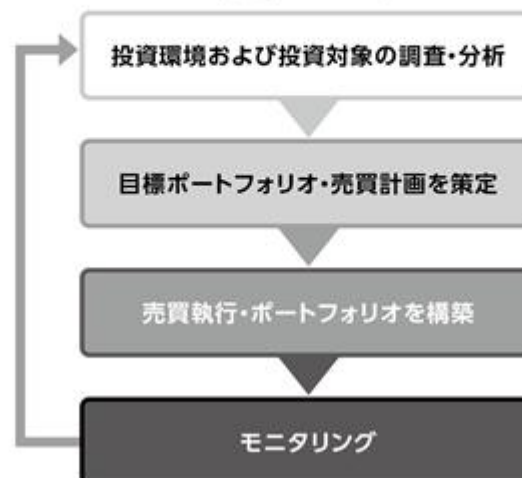 投資環境および投資対象の調査・分析
目標ポートフォリオ・売買計画を策定
売買執行・ポートフォリオを構築
モニタリング